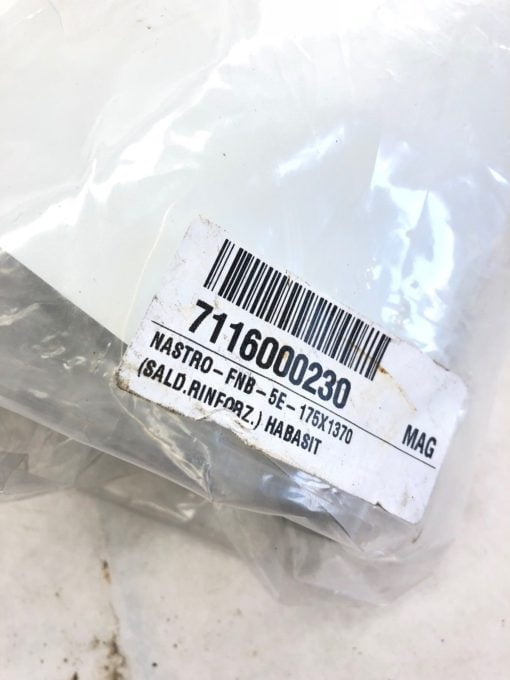 7116000230
NASTRO-FNB-5E-175X1370
(SALD.RINFORZ.) HABASIT
MAG